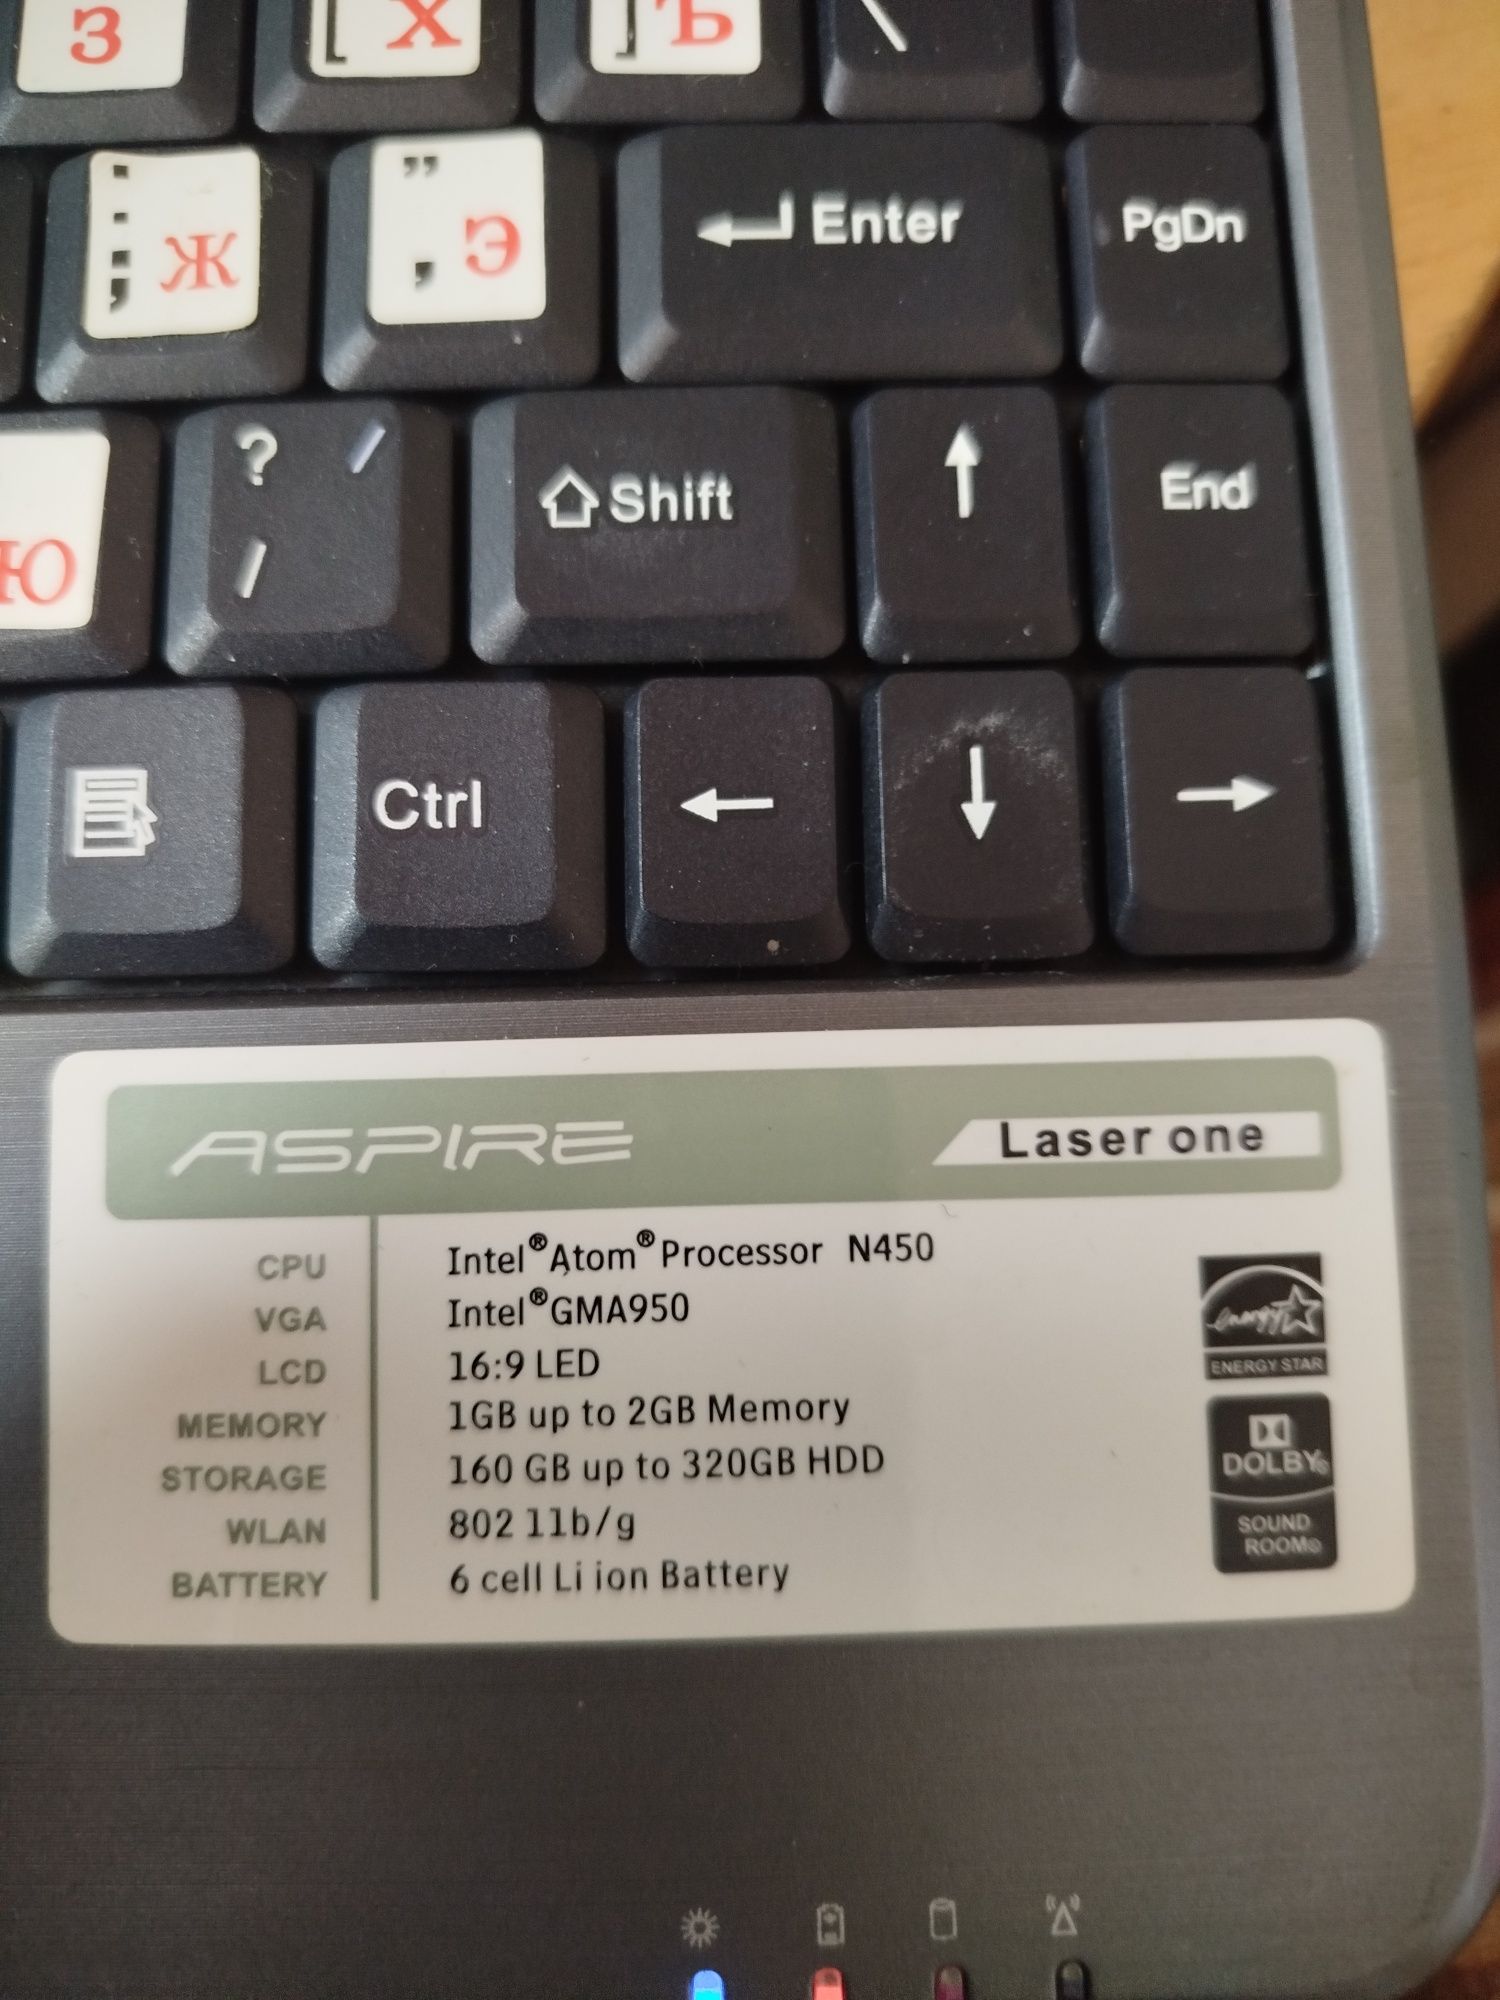 З [ Х ] Ъ \
: ; Ж " ' Э Enter PgDn
Ю ? / / Shift ↑ End
Ctrl ← ↓ →
ASPIRE Laser one
CPU Intel® Atom® Processor N450
VGA Intel® GMA950
LCD 16:9 LED
MEMORY 1GB up to 2GB Memory
STORAGE 160 GB up to 320GB HDD
WLAN 802 11b/g
BATTERY 6 cell Li ion Battery
energy
ENERGY STAR
DOLBY®
SOUND
ROOM®